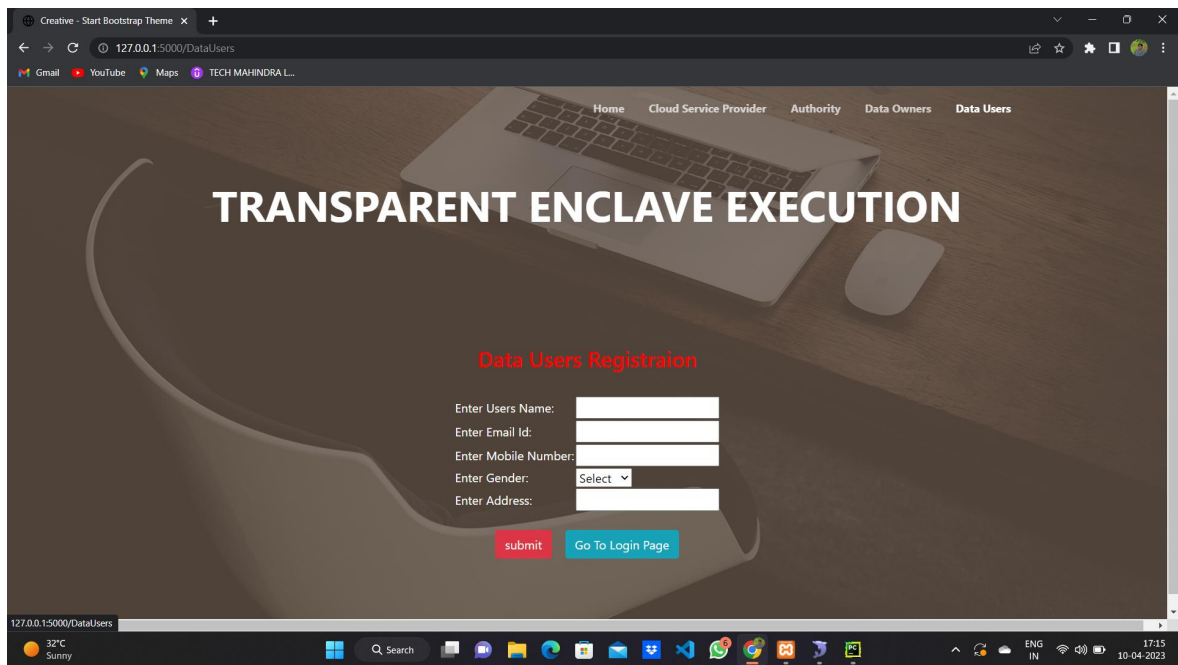 Creative - Start Bootstrap Theme
127.0.0.1:5000/DataUsers
Gmail YouTube Maps TECH MAHINDRA L...
Home Cloud Service Provider Authority Data Owners Data Users
TRANSPARENT ENCLAVE EXECUTION
Data Users Registraion
Enter Users Name:
Enter Email Id:
Enter Mobile Number:
Enter Gender: Select
Enter Address:
submit Go To Login Page
127.0.0.1:5000/DataUsers
32°C
Sunny
Search
ENG
IN
17:15
10-04-2023